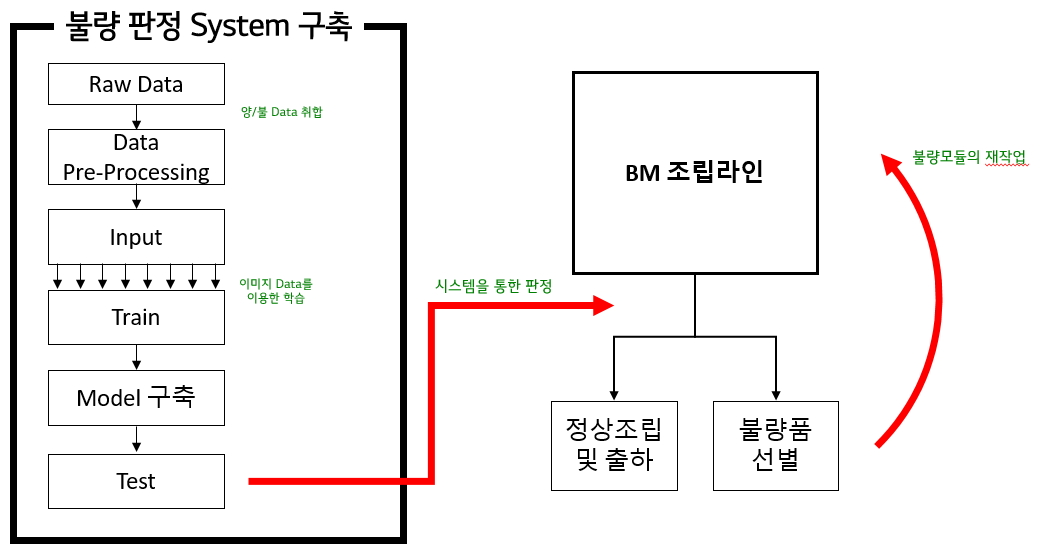 불량 판정 System 구축
Raw Data
양/불 Data 취합
Data
Pre-Processing
Input
이미지 Data를
이용한 학습
Train
Model 구축
Test
시스템을 통한 판정
BM 조립라인
불량모듈의 재작업
정상조립
및 출하
불량품
선별